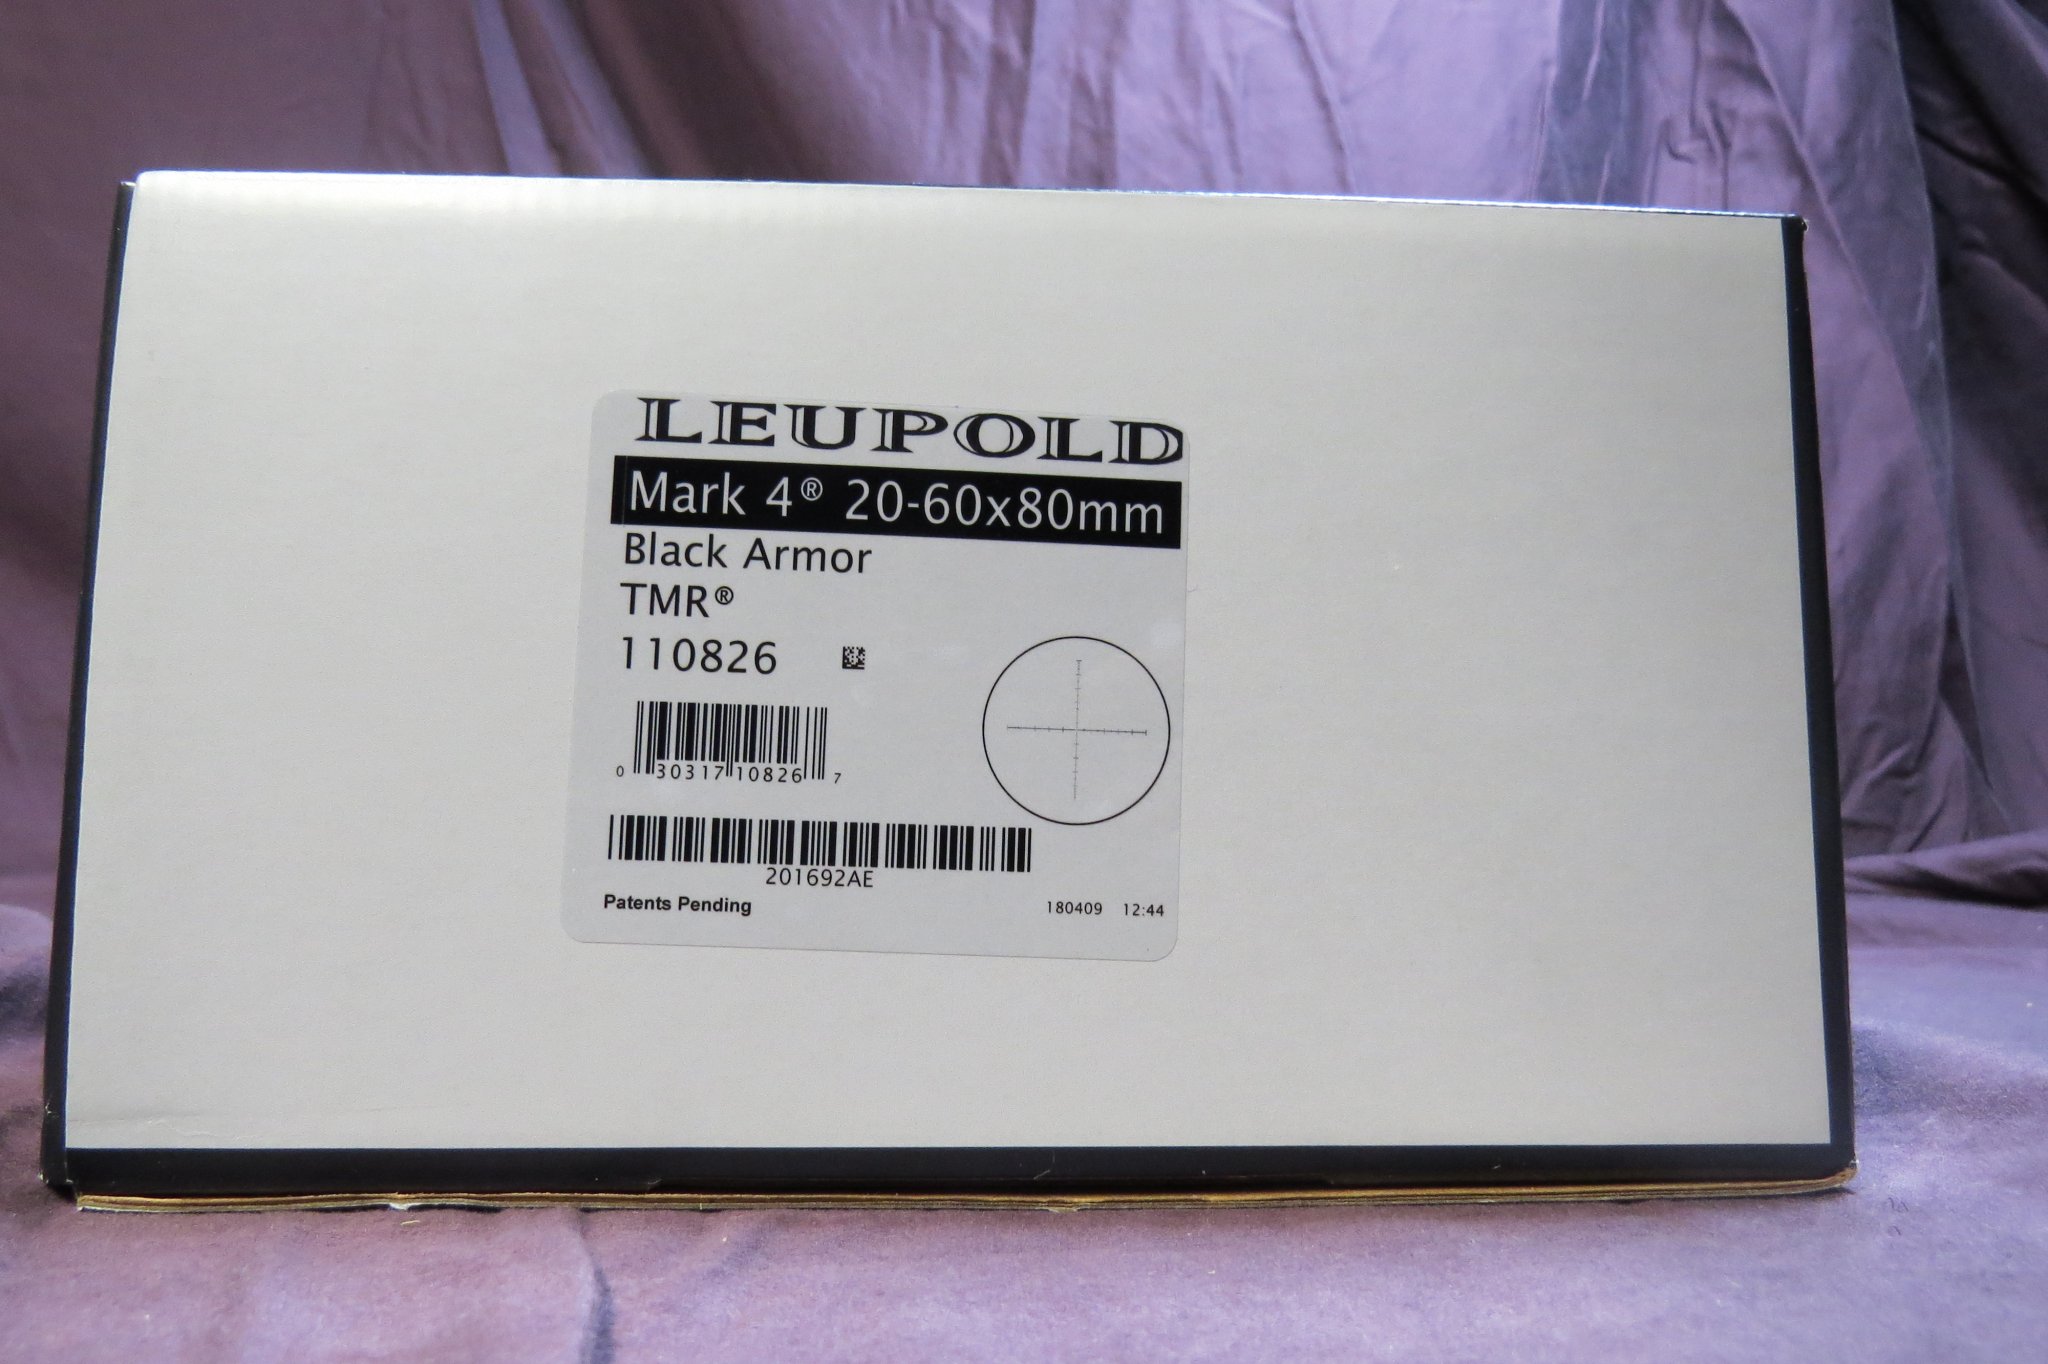 LEUPOLD
Mark 4® 20-60x80mm
Black Armor
TMR®
110826
0 30317 10826 7
201692AE
Patents Pending 180409 12:44